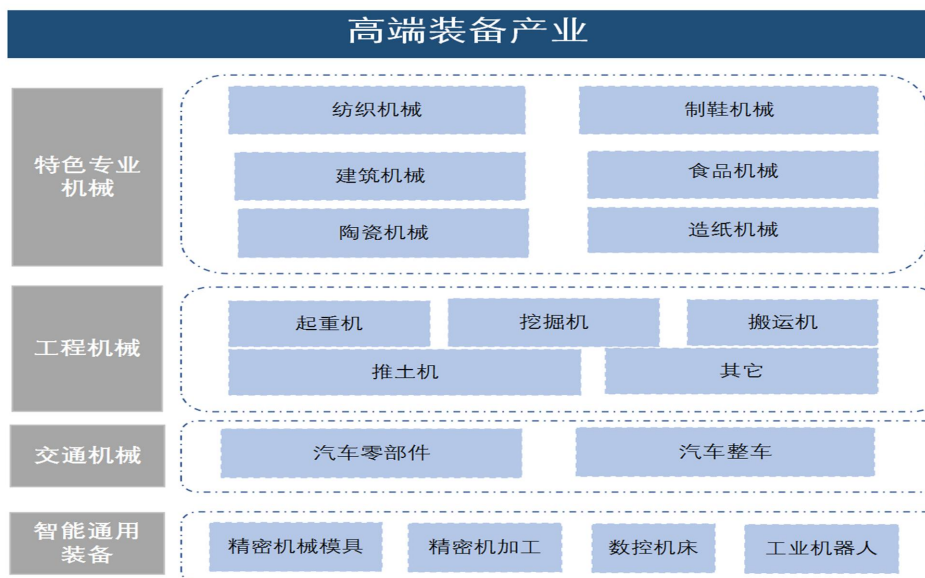 高端装备产业
特色专业
机械
纺织机械
制鞋机械
建筑机械
食品机械
陶瓷机械
造纸机械
工程机械
起重机
挖掘机
搬运机
推土机
其它
交通机械
汽车零部件
汽车整车
智能通用
装备
精密机械模具
精密机加工
数控机床
工业机器人